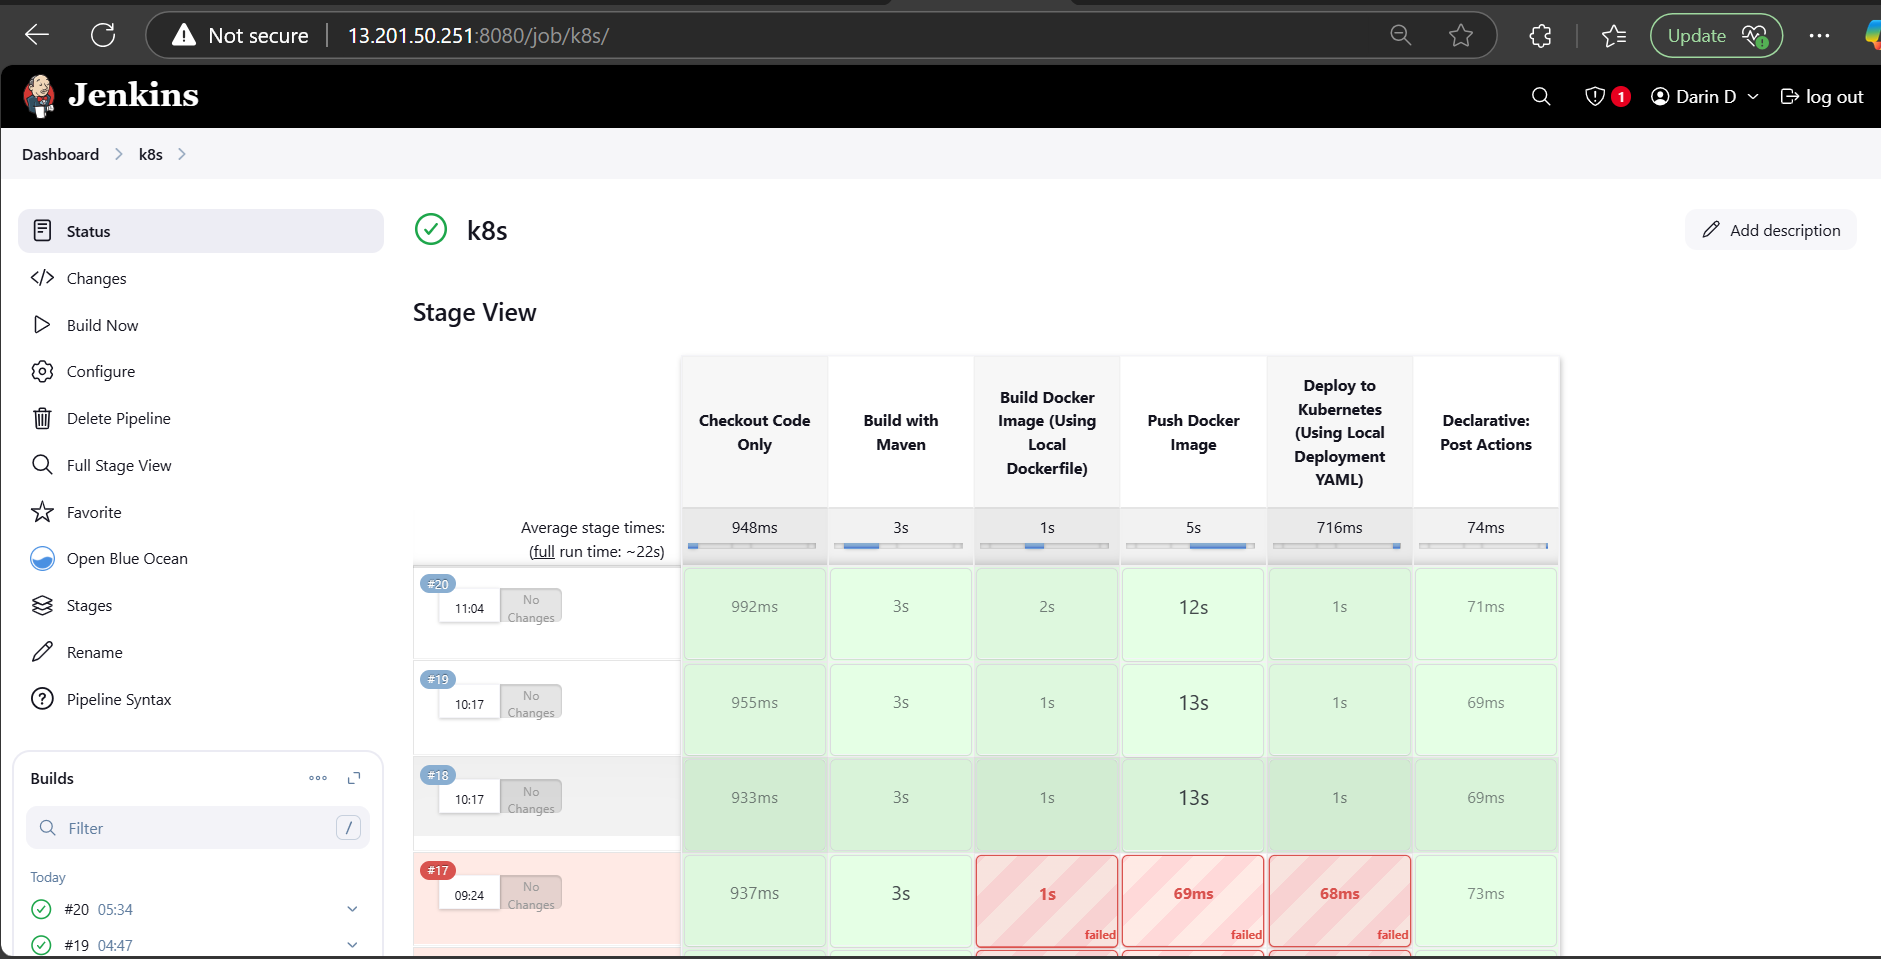 Not secure
13.201.50.251:8080/job/k8s/
Update
Jenkins
1
Darin D
log out
Dashboard
k8s
Status
Changes
Build Now
Configure
Delete Pipeline
Full Stage View
Favorite
Open Blue Ocean
Stages
Rename
Pipeline Syntax
Builds
Filter
/
Today
#20 05:34
#19 04:47
k8s
Add description
Stage View
Checkout Code
Only
Build with
Maven
Build Docker
Image (Using
Local
Dockerfile)
Push Docker
Image
Deploy to
Kubernetes
(Using Local
Deployment
YAML)
Declarative:
Post Actions
Average stage times:
(full run time: ~22s)
948ms
3s
1s
5s
716ms
74ms
#20
11:04
No
Changes
992ms
3s
2s
12s
1s
71ms
#19
10:17
No
Changes
955ms
3s
1s
13s
1s
69ms
#18
10:17
No
Changes
933ms
3s
1s
13s
1s
69ms
#17
09:24
No
Changes
937ms
3s
1s
failed
69ms
failed
68ms
failed
73ms